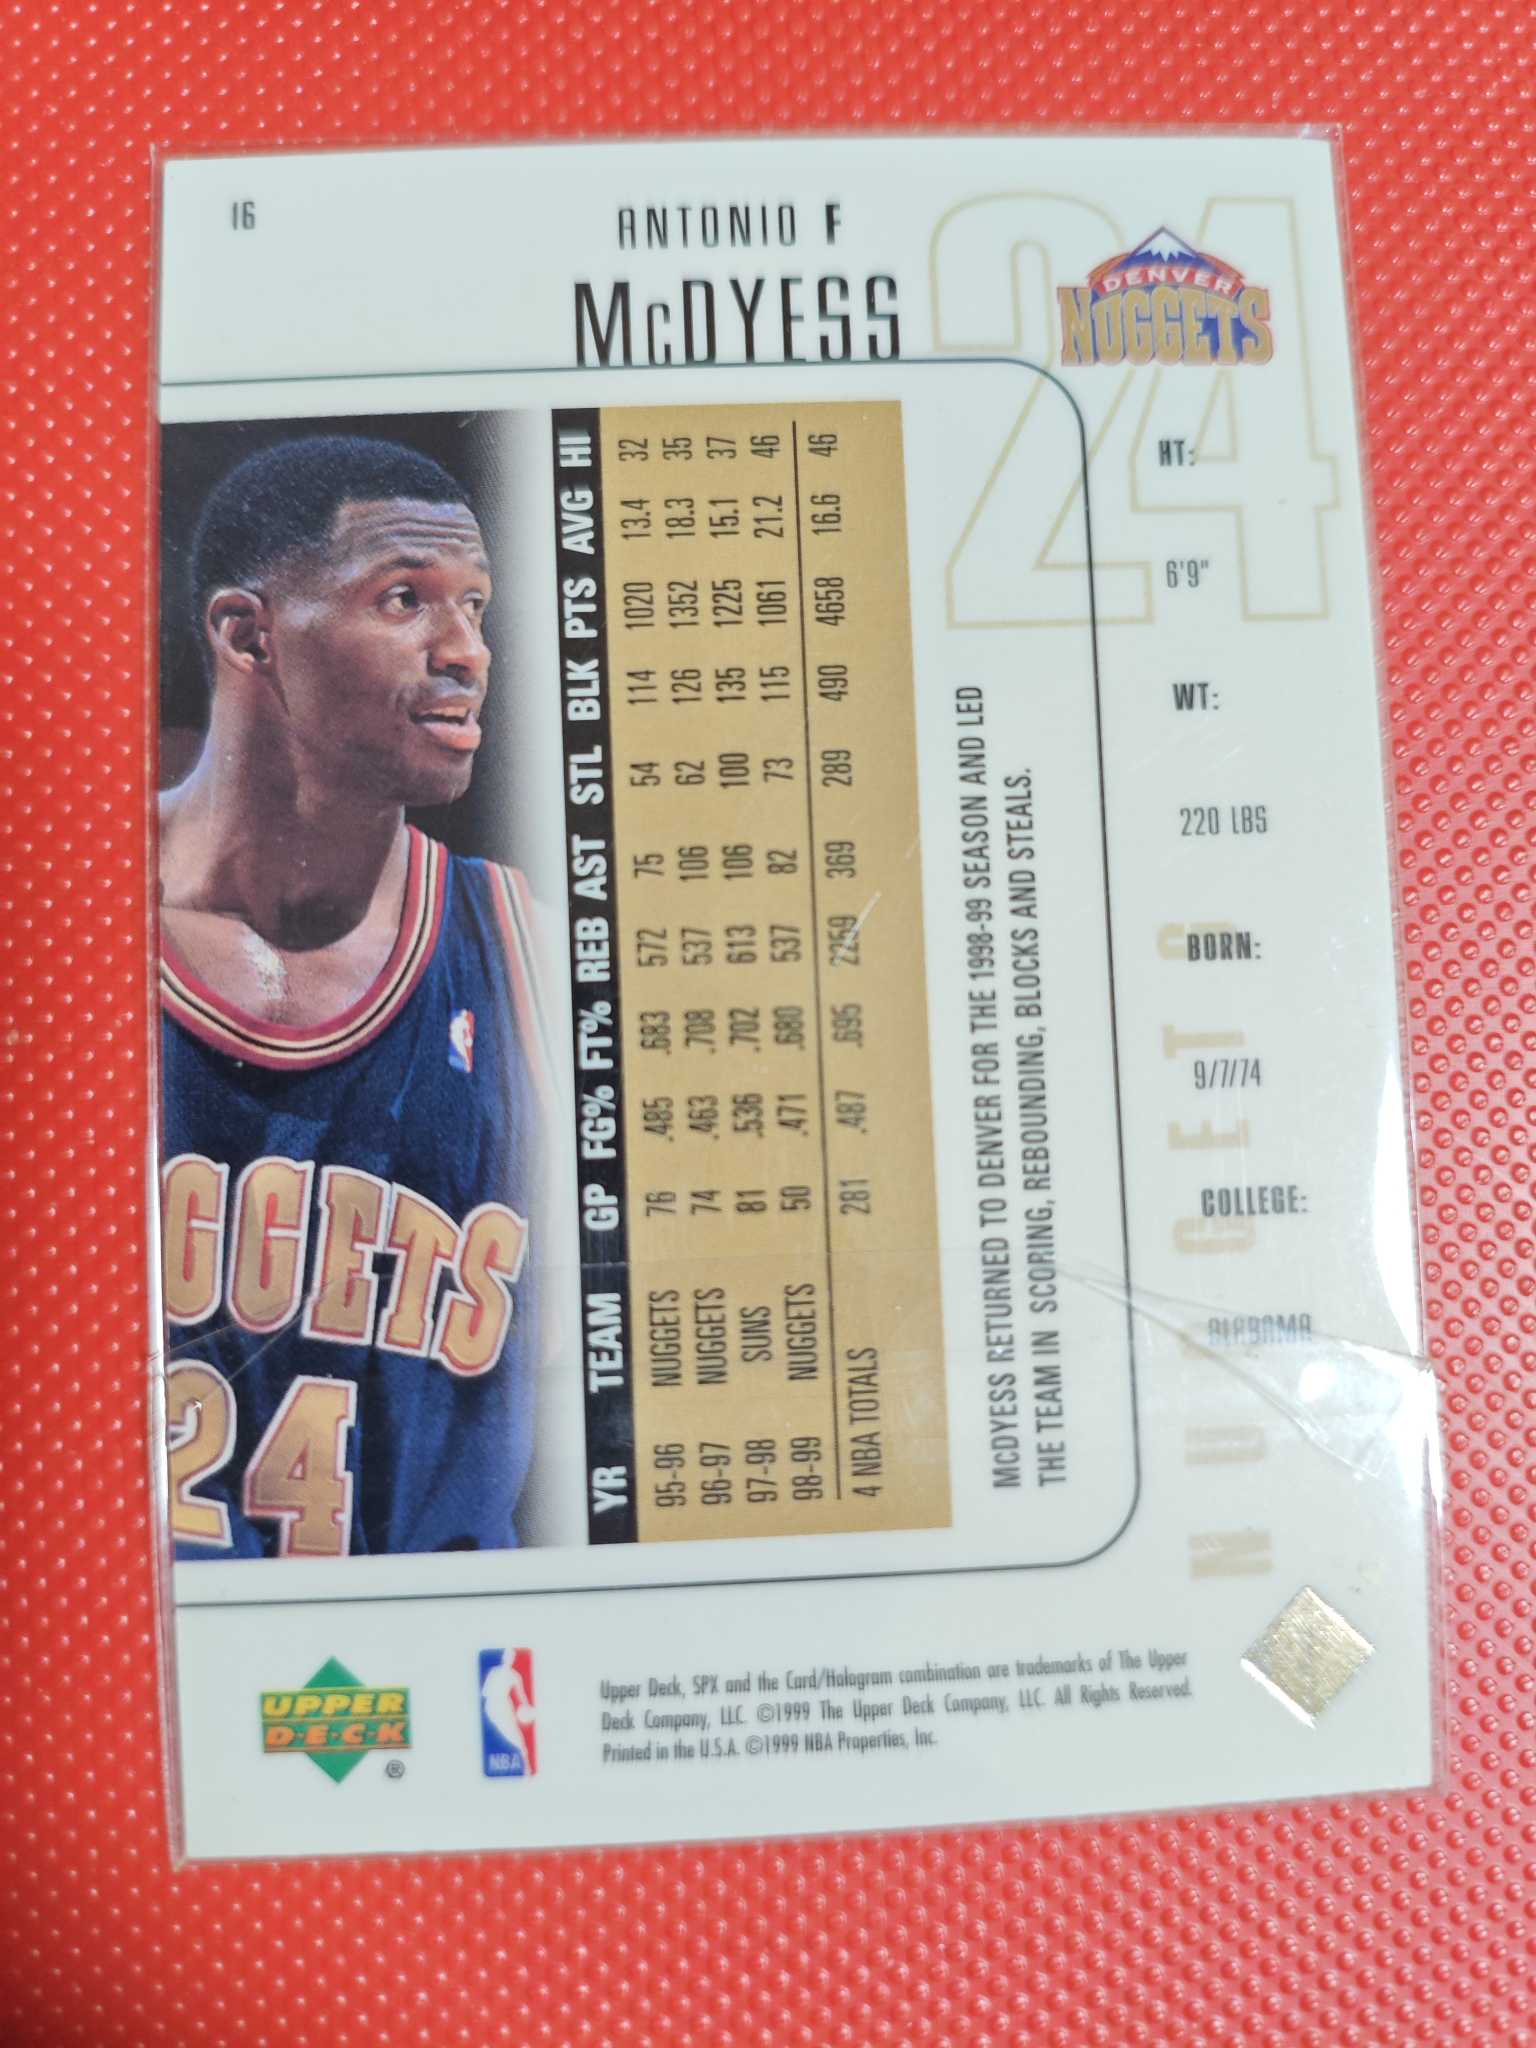 16
ANTONIO F
McDYESS
24
DENVER
NUGGETS
HT:
6'9"
WT:
220 LBS
BORN:
9/7/74
COLLEGE:
ALABAMA
NUGGETS
YR TEAM GP FG% FT% REB AST STL BLK PTS AVG HI
95-96 NUGGETS 76 .485 .683 572 75 54 114 1020 13.4 32
96-97 NUGGETS 74 .463 .708 537 106 62 126 1352 18.3 35
97-98 SUNS 81 .536 .702 613 106 100 135 1225 15.1 37
98-99 NUGGETS 50 .471 .680 537 82 73 115 1061 21.2 46
4 NBA TOTALS 281 .487 .695 2259 369 289 490 4658 16.6 46
MCDYESS RETURNED TO DENVER FOR THE 1998-99 SEASON AND LED
THE TEAM IN SCORING, REBOUNDING, BLOCKS AND STEALS.
GGETS
24
UPPER
D·E·C·K
®
NBA
Upper Deck, SPX and the Card/Hologram combination are trademarks of The Upper
Deck Company, LLC. ©1999 The Upper Deck Company, LLC. All Rights Reserved.
Printed in the U.S.A. ©1999 NBA Properties, Inc.